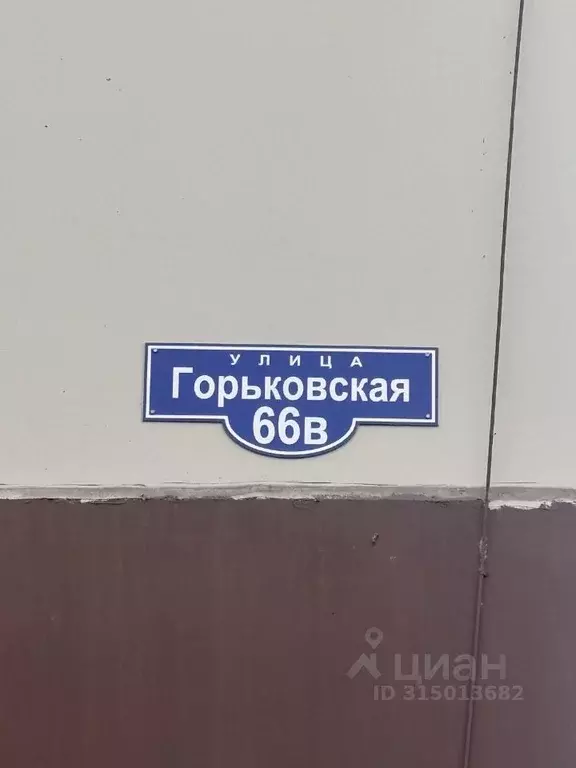 УЛИЦА
Горьковская
66в
циан
ID 315013682